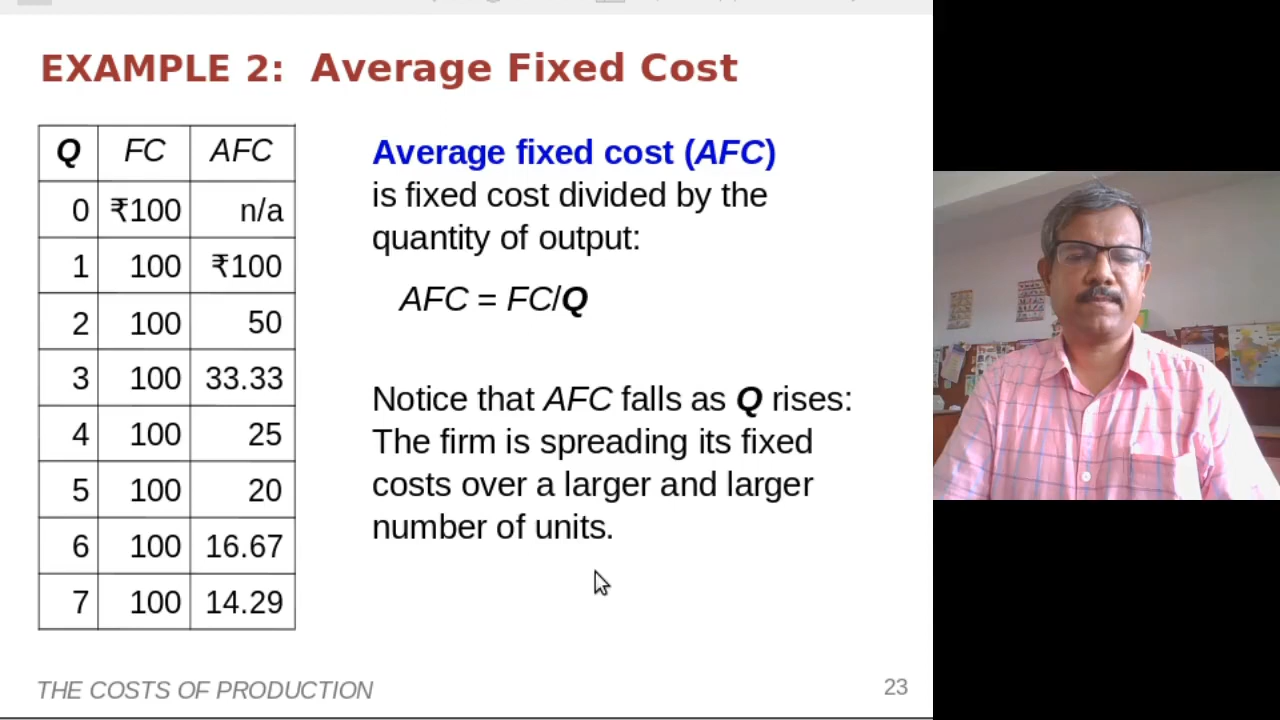 EXAMPLE 2: Average Fixed Cost
Q FC AFC
0 ₹100 n/a
1 100 ₹100
2 100 50
3 100 33.33
4 100 25
5 100 20
6 100 16.67
7 100 14.29
Average fixed cost (AFC)
is fixed cost divided by the
quantity of output:
AFC = FC/Q
Notice that AFC falls as Q rises:
The firm is spreading its fixed
costs over a larger and larger
number of units.
THE COSTS OF PRODUCTION
23